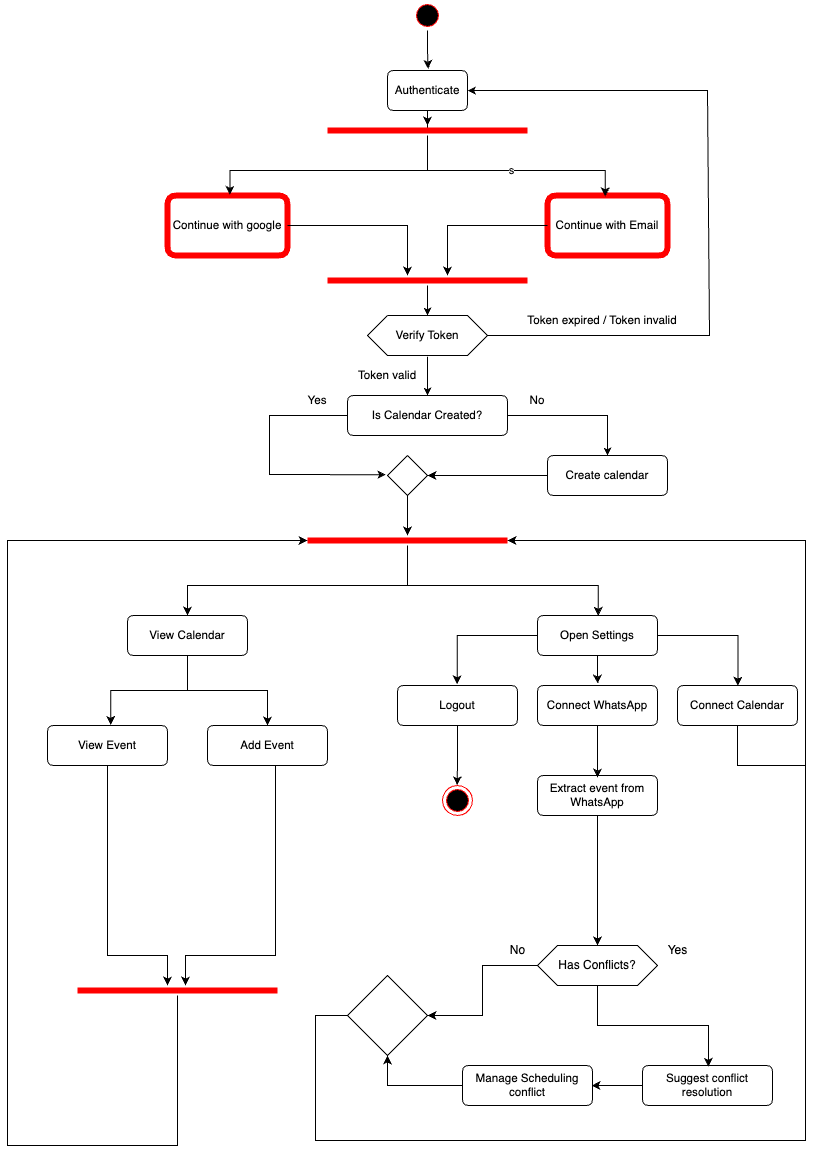 Authenticate
s
Continue with google
Continue with Email
Token expired / Token invalid
Verify Token
Token valid
Yes
No
Is Calendar Created?
Create calendar
View Calendar
Open Settings
Logout
Connect WhatsApp
Connect Calendar
View Event
Add Event
Extract event from
WhatsApp
No
Yes
Has Conflicts?
Manage Scheduling
conflict
Suggest conflict
resolution